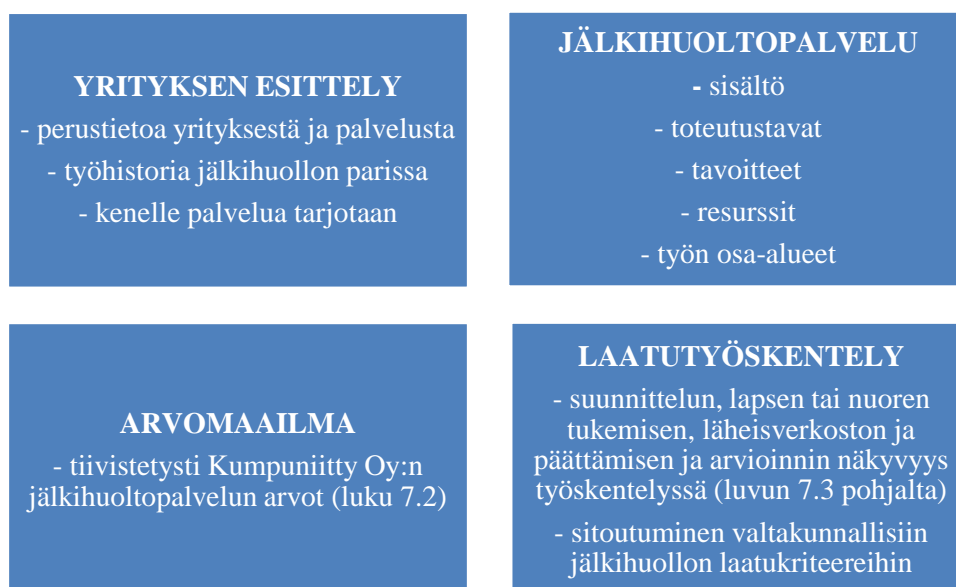 YRITYKSEN ESITTELY
- perustietoa yrityksestä ja palvelusta
- työhistoria jälkihuollon parissa
- kenelle palvelua tarjotaan
JÄLKIHUOLTOPALVELU
- sisältö
- toteutustavat
- tavoitteet
- resurssit
- työn osa-alueet
ARVOMAAILMA
- tiivistetysti Kumpuniitty Oy:n
jälkihuoltopalvelun arvot (luku 7.2)
LAATUTYÖSKENTELY
- suunnittelun, lapsen tai nuoren
tukemisen, läheisverkoston ja
päättämisen ja arvioinnin näkyvyys
työskentelyssä (luvun 7.3 pohjalta)
- sitoutuminen valtakunnallisiin
jälkihuollon laatukriteereihin